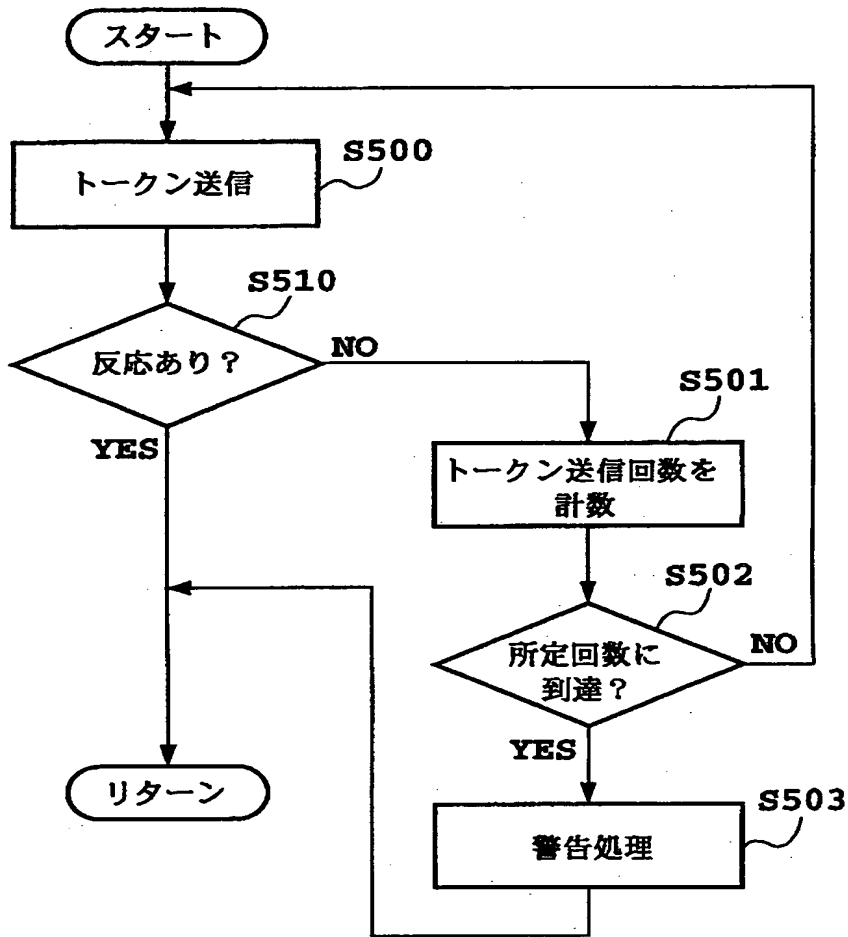 スタート
S500
トークン送信
S510
反応あり？
NO
YES
S501
トークン送信回数を
計数
S502
所定回数に
到達？
NO
YES
リターン
S503
警告処理